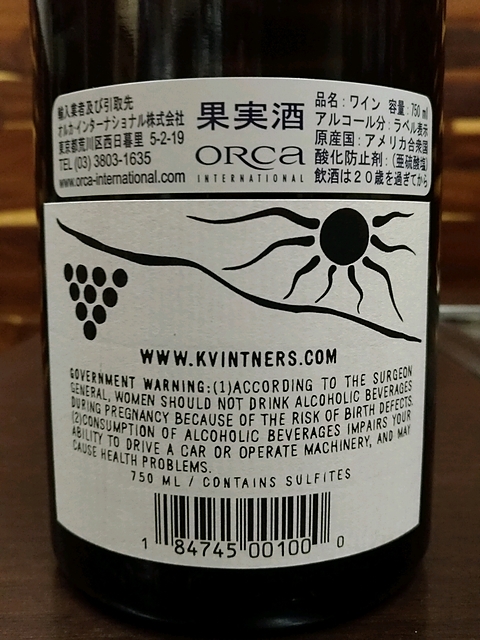 輸入業者及び引取先
オルカインターナショナル株式会社
東京都荒川区西日暮里 5-2-19
TEL (03) 3803-1635
www.orca-international.com
果実酒
ORCA
INTERNATIONAL
品名：ワイン 容量：750 ml
アルコール分：ラベル表示
原産国：アメリカ合衆国
酸化防止剤：(亜硫酸塩)
飲酒は20歳を過ぎてから
WWW.KVINTNERS.COM
GOVERNMENT WARNING:(1)ACCORDING TO THE SURGEON
GENERAL, WOMEN SHOULD NOT DRINK ALCOHOLIC BEVERAGES
DURING PREGNANCY BECAUSE OF THE RISK OF BIRTH DEFECTS.
(2)CONSUMPTION OF ALCOHOLIC BEVERAGES IMPAIRS YOUR
ABILITY TO DRIVE A CAR OR OPERATE MACHINERY, AND MAY
CAUSE HEALTH PROBLEMS.
750 ML / CONTAINS SULFITES
1 84745 00100 0